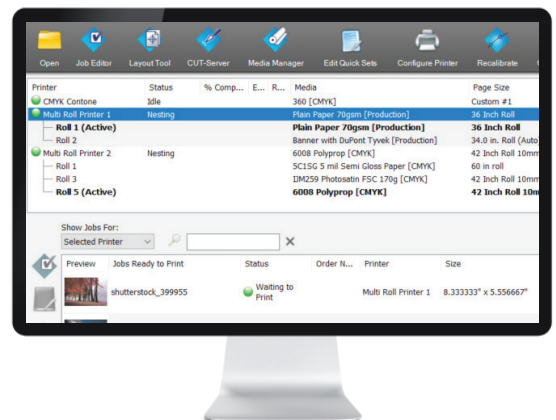 Open Job Editor Layout Tool CUT-Server Media Manager Edit Quick Sets Configure Printer Recalibrate
Printer Status % Comp... E... R... Media Page Size
CMYK Contone Idle 360 [CMYK] Custom #1
Multi Roll Printer 1 Nesting Plain Paper 70gsm [Production] 36 Inch Roll
Roll 1 (Active) Plain Paper 70gsm [Production] 36 Inch Roll
Roll 2 Banner with DuPont Tyvek [Production] 34.0 in. Roll (Auto
Multi Roll Printer 2 Nesting 6008 Polyprop [CMYK] 42 Inch Roll 10mm
Roll 1 SC1SG 5 mil Semi Gloss Paper [CMYK] 60 in roll
Roll 3 IJM259 Photosatin FSC 170g [CMYK] 42 Inch Roll 10mm
Roll 5 (Active) 6008 Polyprop [CMYK] 42 Inch Roll 10m
Show Jobs For:
Selected Printer
Preview Jobs Ready to Print Status Order N... Printer Size
shutterstock_399955 Waiting to Print Multi Roll Printer 1 8.333333" x 5.556667"